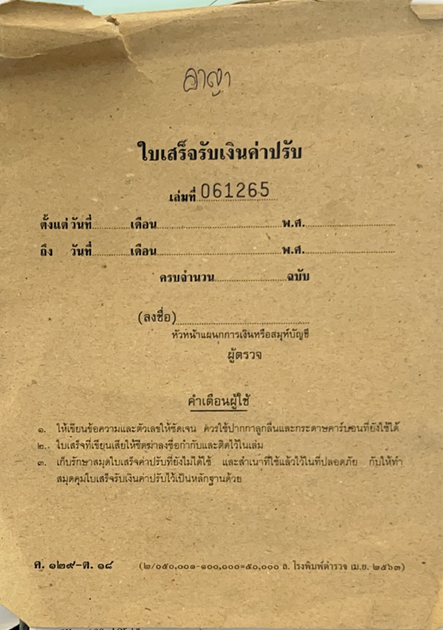 อาญา
ใบเสร็จรับเงินค่าปรับ
เล่มที่ 061265
ตั้งแต่วันที่ เดือน พ.ศ.
ถึง วันที่ เดือน พ.ศ.
ครบจำนวน ฉบับ
(ลงชื่อ)
หัวหน้าแผนกการเงินหรือสมุห์บัญชี
ผู้ตรวจ
คำเตือนผู้ใช้
๑. ให้เขียนข้อความและตัวเลขให้ชัดเจน ควรใช้ปากกาลูกลื่นและกระดาษคาร์บอนที่ยังใช้ได้
๒. ใบเสร็จที่เขียนเสียให้ขีดฆ่าลงชื่อกำกับและติดไว้ในเล่ม
๓. เก็บรักษาสมุดใบเสร็จค่าปรับที่ยังไม่ได้ใช้ และสำเนาที่ใช้แล้วไว้ในที่ปลอดภัย กับให้ทำ
สมุดคุมใบเสร็จรับเงินค่าปรับไว้เป็นหลักฐานด้วย
ต. ๑๒๙-ต. ๑๘ (๒/๐๕๐,๐๐๑-๑๐๐,๐๐๐=๕๐,๐๐๐ ล. โรงพิมพ์ตำรวจ เม.ย. ๒๕๖๓)